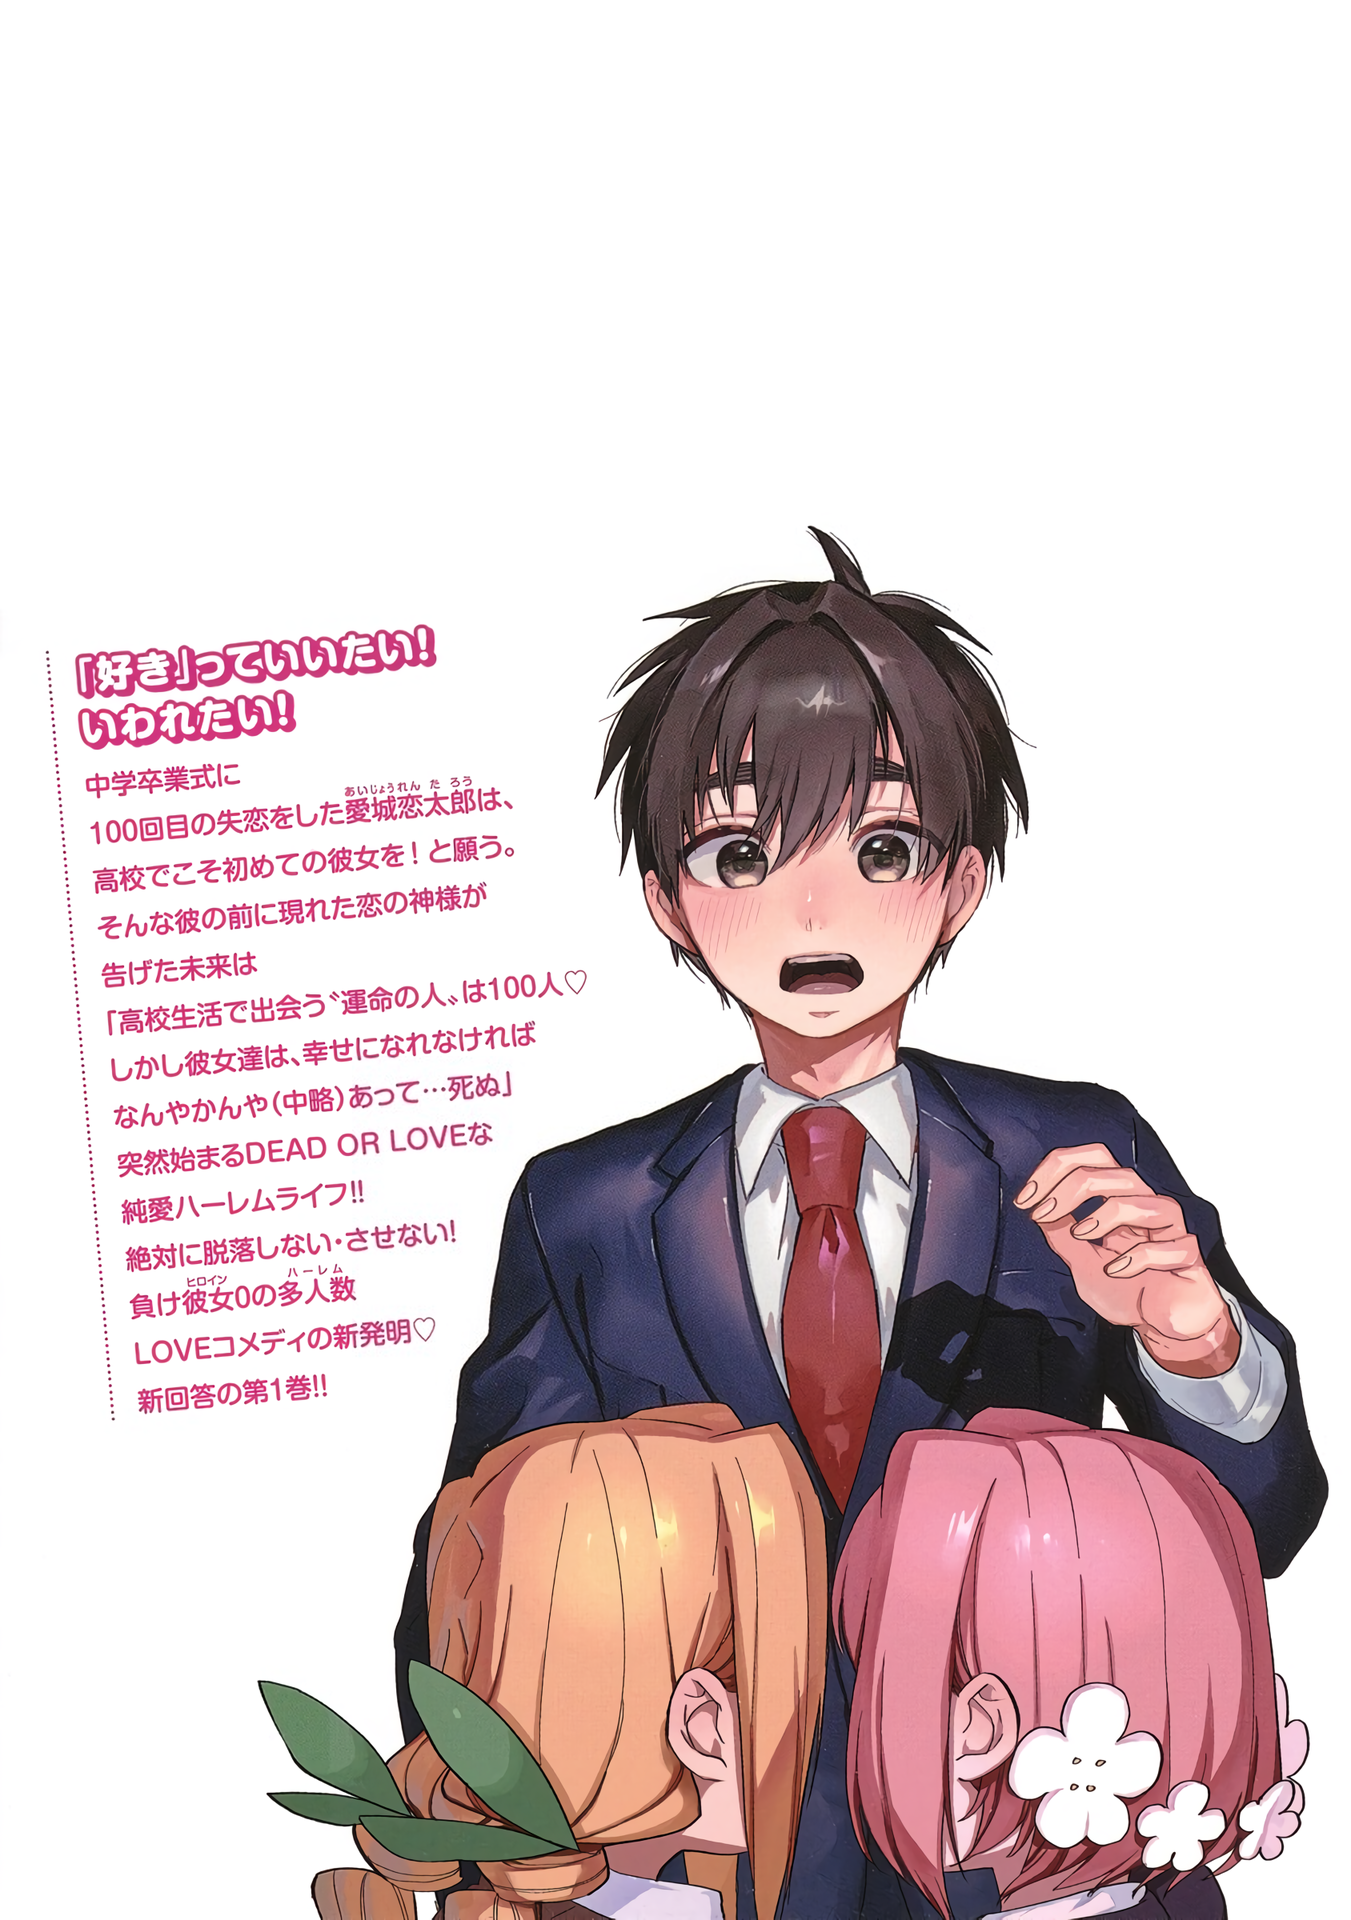 「好き」っていいたい!
いわれたい!
中学卒業式に
あいじょうれん た ろう
100回目の失恋をした愛城恋太郎は、
高校でこそ初めての彼女を!と願う。
そんな彼の前に現れた恋の神様が
告げた未来は
「高校生活で出会う〝運命の人〟は100人♡
しかし彼女達は、幸せになれなければ
なんやかんや(中略)あって…死ぬ」
突然始まるDEAD OR LOVEな
純愛ハーレムライフ!!
絶対に脱落しない・させない!
ヒロイン ハーレム
負け彼女0の多人数
LOVEコメディの新発明♡
新回答の第1巻!!